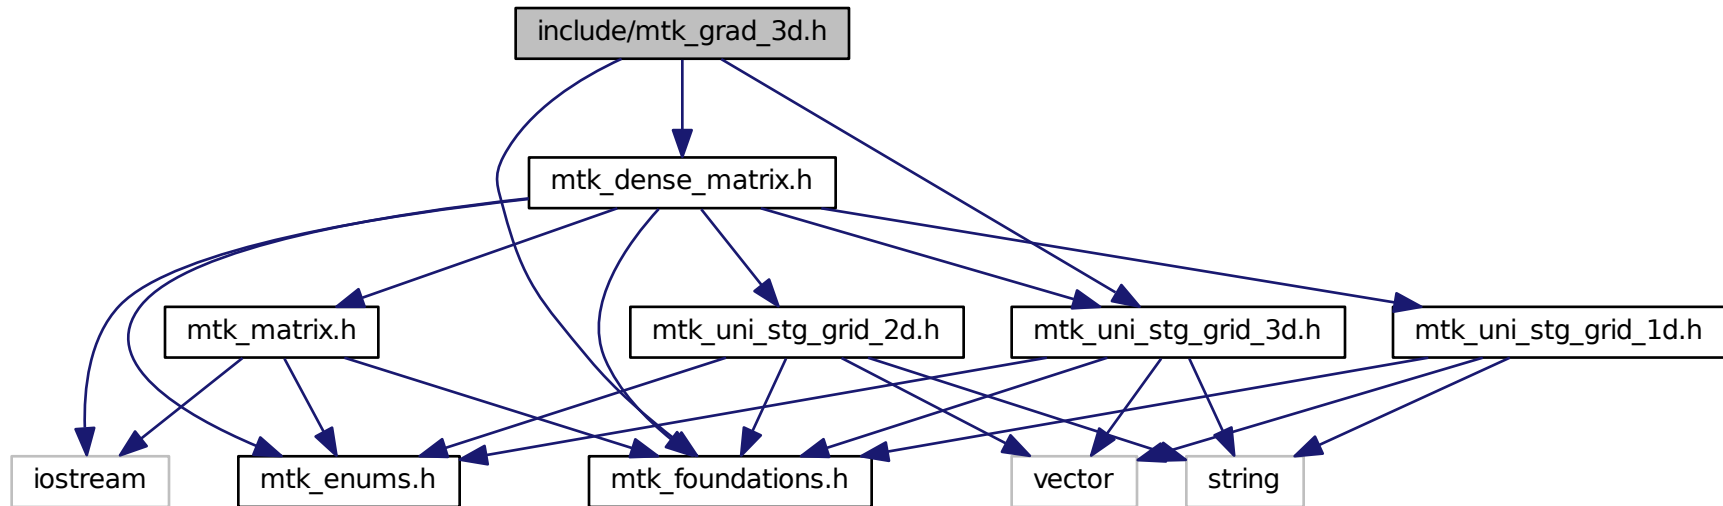 include/mtk_grad_3d.h
mtk_dense_matrix.h
mtk_matrix.h
mtk_uni_stg_grid_2d.h
mtk_uni_stg_grid_3d.h
mtk_uni_stg_grid_1d.h
iostream
mtk_enums.h
mtk_foundations.h
vector
string